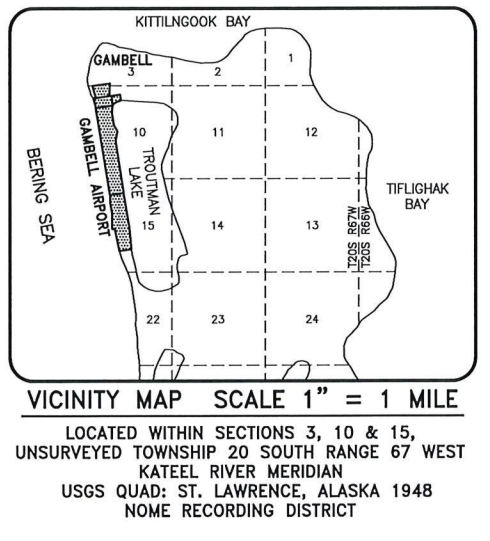 KITTILNGOOK BAY
GAMBELL
3
2
1
10
11
12
GAMBELL AIRPORT
TROUTMAN
LAKE
BERING SEA
TIFLIGHAK
BAY
15
14
13
T20S R67W
T20S R66W
22
23
24
VICINITY MAP SCALE 1" = 1 MILE
LOCATED WITHIN SECTIONS 3, 10 & 15,
UNSURVEYED TOWNSHIP 20 SOUTH RANGE 67 WEST
KATEEL RIVER MERIDIAN
USGS QUAD: ST. LAWRENCE, ALASKA 1948
NOME RECORDING DISTRICT